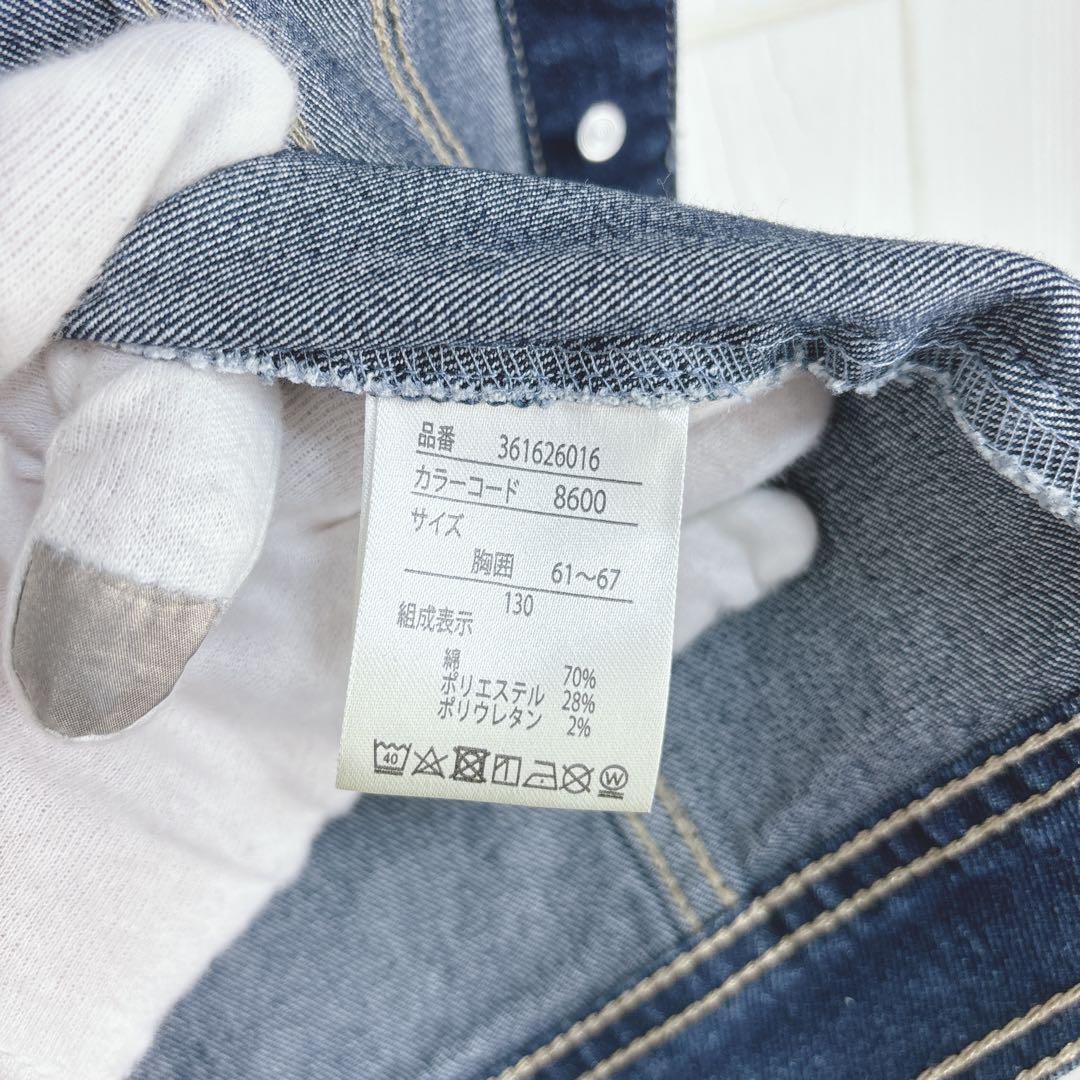 品番 361626016
カラーコード 8600
サイズ
胸囲 61〜67
130
組成表示
綿 70%
ポリエステル 28%
ポリウレタン 2%
40 W